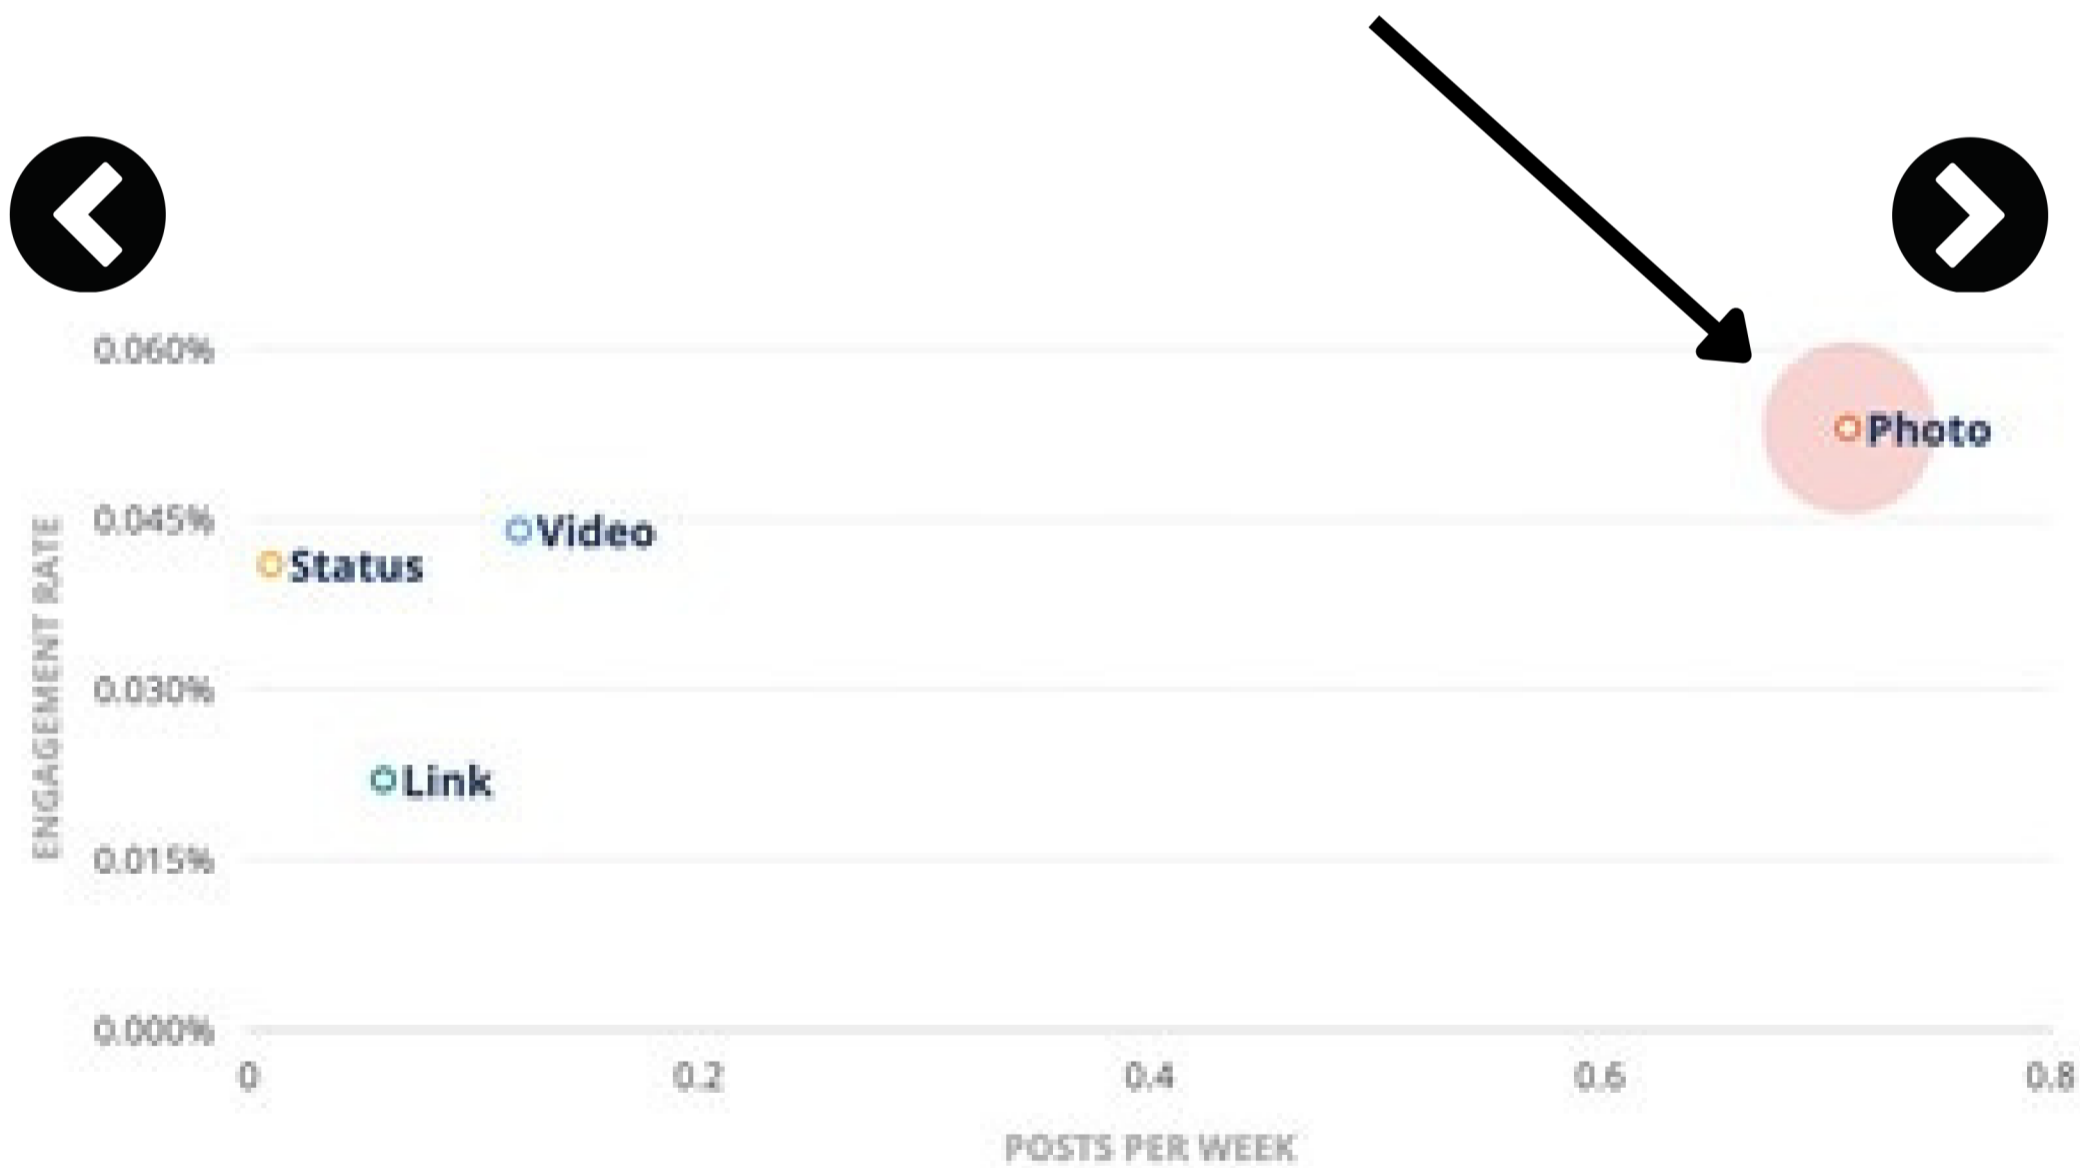 0.060%
Photo
0.045%
Video
Status
0.030%
Link
0.015%
0.000%
ENGAGEMENT RATE
0 0.2 0.4 0.6 0.8
POSTS PER WEEK